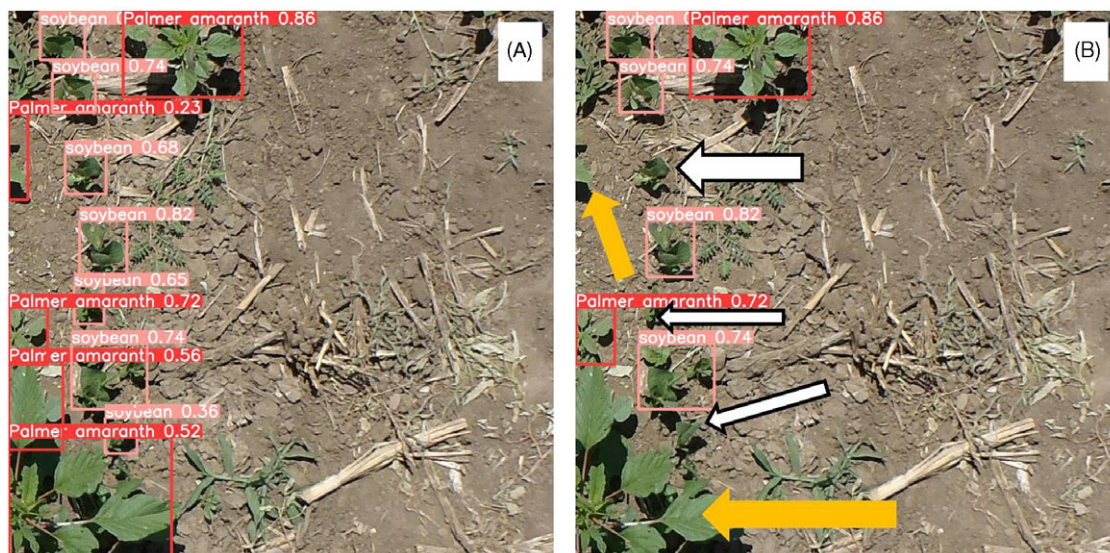 Palmer amaranth 0.86
(A)
soybean 0.74
Palmer amaranth 0.23
soybean 0.68
soybean 0.82
soybean 0.65
Palmer amaranth 0.72
soybean 0.74
Palmer amaranth 0.56
soybean 0.36
Palmer amaranth 0.52
soybean
Palmer amaranth 0.86
(B)
soybean 0.74
soybean 0.82
Palmer amaranth 0.72
soybean 0.74